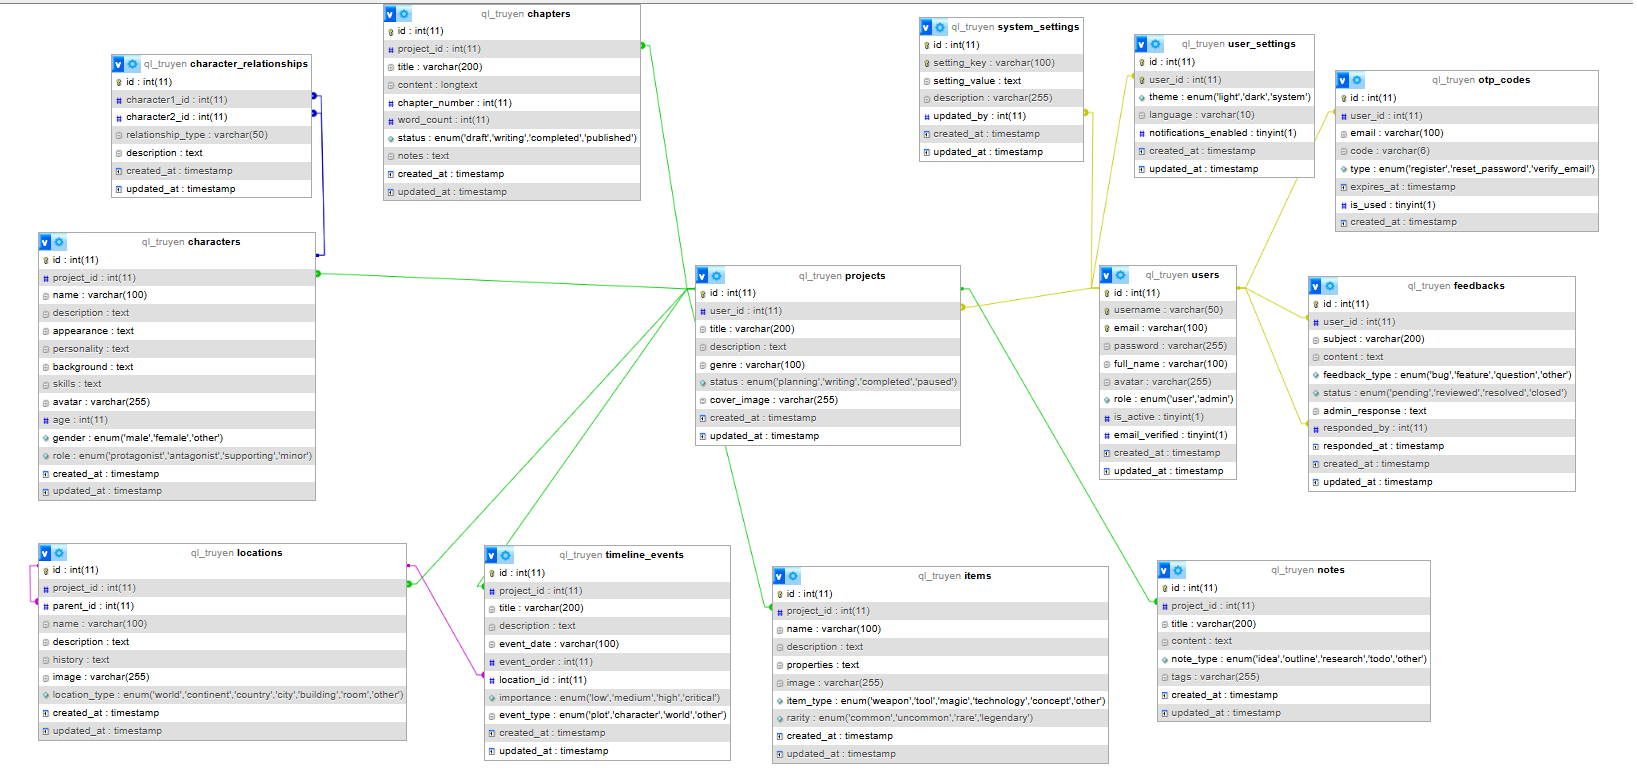 ql_truyen character_relationships
id : int(11)
character1_id : int(11)
character2_id : int(11)
relationship_type : varchar(50)
description : text
created_at : timestamp
updated_at : timestamp
ql_truyen chapters
id : int(11)
project_id : int(11)
title : varchar(200)
content : longtext
chapter_number : int(11)
word_count : int(11)
status : enum('draft','writing','completed','published')
notes : text
created_at : timestamp
updated_at : timestamp
ql_truyen system_settings
id : int(11)
setting_key : varchar(100)
setting_value : text
description : varchar(255)
updated_by : int(11)
created_at : timestamp
updated_at : timestamp
ql_truyen user_settings
id : int(11)
user_id : int(11)
theme : enum('light','dark','system')
language : varchar(10)
notifications_enabled : tinyint(1)
created_at : timestamp
updated_at : timestamp
ql_truyen otp_codes
id : int(11)
user_id : int(11)
email : varchar(100)
code : varchar(6)
type : enum('register','reset_password','verify_email')
expires_at : timestamp
is_used : tinyint(1)
created_at : timestamp
ql_truyen characters
id : int(11)
project_id : int(11)
name : varchar(100)
description : text
appearance : text
personality : text
background : text
skills : text
avatar : varchar(255)
age : int(11)
gender : enum('male','female','other')
role : enum('protagonist','antagonist','supporting','minor')
created_at : timestamp
updated_at : timestamp
ql_truyen projects
id : int(11)
user_id : int(11)
title : varchar(200)
description : text
genre : varchar(100)
status : enum('planning','writing','completed','paused')
cover_image : varchar(255)
created_at : timestamp
updated_at : timestamp
ql_truyen users
id : int(11)
username : varchar(50)
email : varchar(100)
password : varchar(255)
full_name : varchar(100)
avatar : varchar(255)
role : enum('user','admin')
is_active : tinyint(1)
email_verified : tinyint(1)
created_at : timestamp
updated_at : timestamp
ql_truyen feedbacks
id : int(11)
user_id : int(11)
subject : varchar(200)
content : text
feedback_type : enum('bug','feature','question','other')
status : enum('pending','reviewed','resolved','closed')
admin_response : text
responded_by : int(11)
responded_at : timestamp
created_at : timestamp
updated_at : timestamp
ql_truyen locations
id : int(11)
project_id : int(11)
parent_id : int(11)
name : varchar(100)
description : text
history : text
image : varchar(255)
location_type : enum('world','continent','country','city','building','room','other')
created_at : timestamp
updated_at : timestamp
ql_truyen timeline_events
id : int(11)
project_id : int(11)
title : varchar(200)
description : text
event_date : varchar(100)
event_order : int(11)
location_id : int(11)
importance : enum('low','medium','high','critical')
event_type : enum('plot','character','world','other')
created_at : timestamp
updated_at : timestamp
ql_truyen items
id : int(11)
project_id : int(11)
name : varchar(100)
description : text
properties : text
image : varchar(255)
item_type : enum('weapon','tool','magic','technology','concept','other')
rarity : enum('common','uncommon','rare','legendary')
created_at : timestamp
updated_at : timestamp
ql_truyen notes
id : int(11)
project_id : int(11)
title : varchar(200)
content : text
note_type : enum('idea','outline','research','todo','other')
tags : varchar(255)
created_at : timestamp
updated_at : timestamp